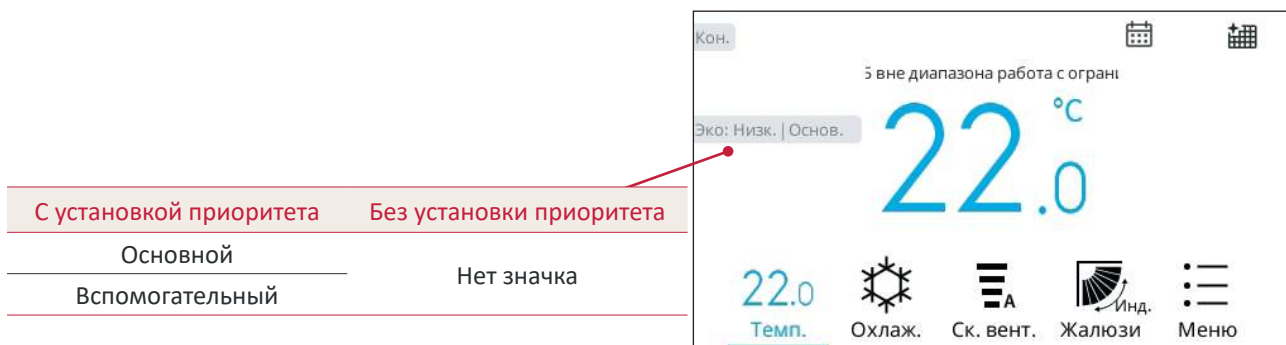 Кон.
вне диапазона работа с ограни
°C
Эко: Низк. | Основ.
22.0
С установкой приоритета Без установки приоритета
Основной
Нет значка
Вспомогательный
22.0
A
Инд.
Темп. Охлаж. Ск. вент. Жалюзи Меню